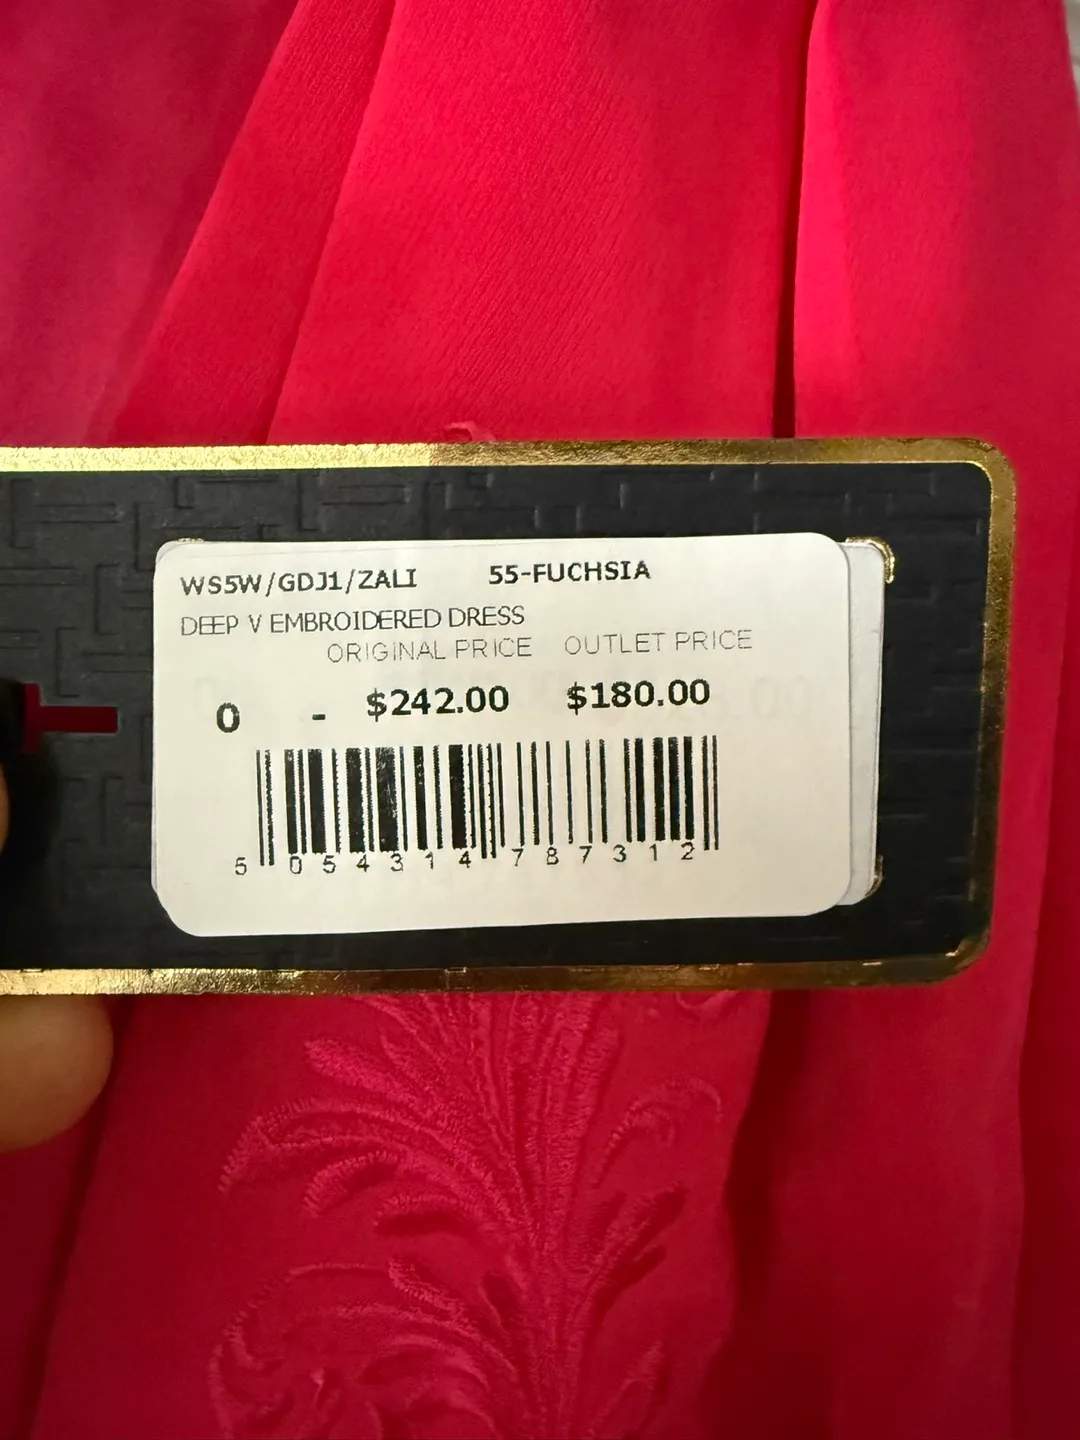 WS5W/GDJ1/ZALI 55-FUCHSIA
DEEP V EMBROIDERED DRESS
ORIGINAL PRICE OUTLET PRICE
0 - $242.00 $180.00
5 054314 787312